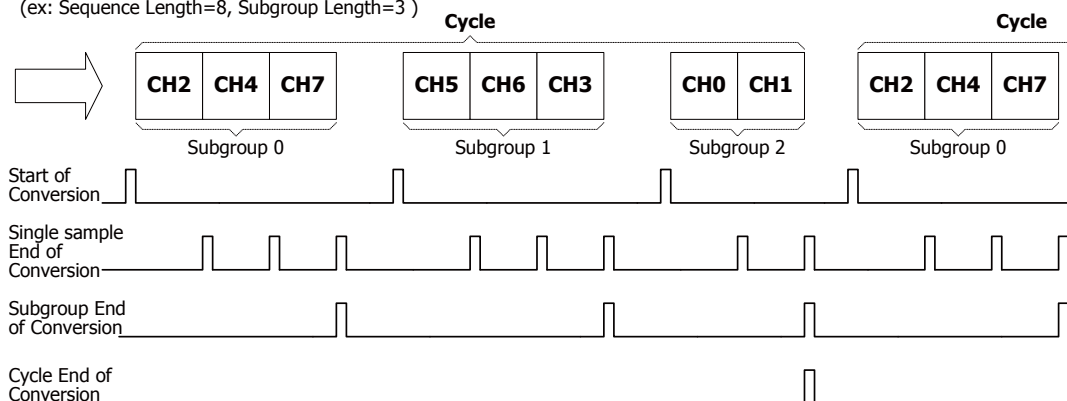 (ex: Sequence Length=8, Subgroup Length=3 )
Cycle Cycle
CH2 CH4 CH7 CH5 CH6 CH3 CH0 CH1 CH2 CH4 CH7
Subgroup 0 Subgroup 1 Subgroup 2 Subgroup 0
Start of
Conversion
Single sample
End of
Conversion
Subgroup End
of Conversion
Cycle End of
Conversion